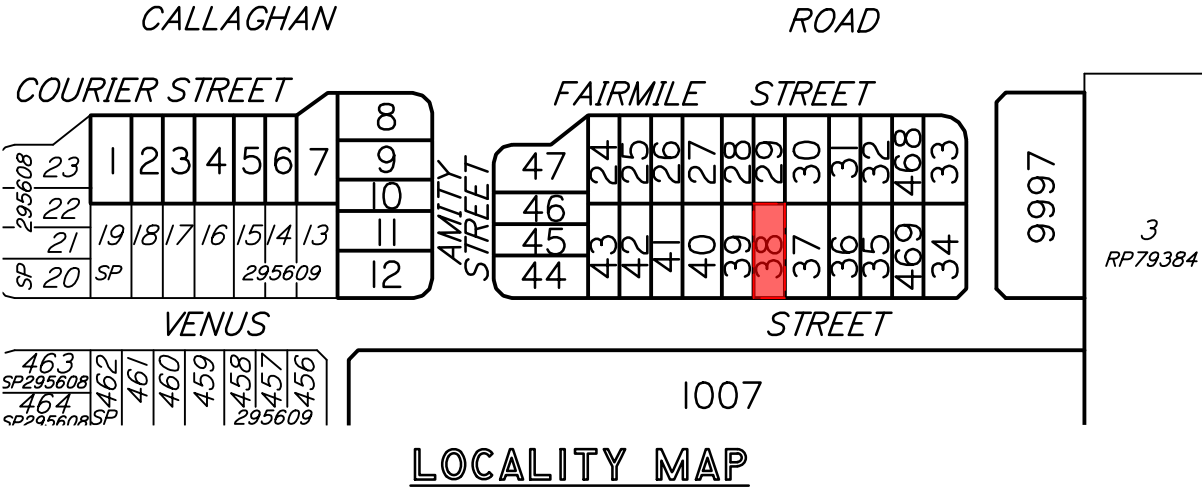 CALLAGHAN ROAD
COURIER STREET
FAIRMILE STREET
8
23 1 2 3 4 5 6 7 9
47 24 25 26 27 28 29 30 31 32 468 33
295608
22
10
46
AMITY STREET
9997
21 19 18 17 16 15 14 13 11
45 43 42 41 40 39 38 37 36 35 469 34
3
RP79384
SP 20 SP 295609 12
44
VENUS STREET
463
SP295608
462 461 460 459 458 457 456
464
SP295608
SP 295609
1007
LOCALITY MAP